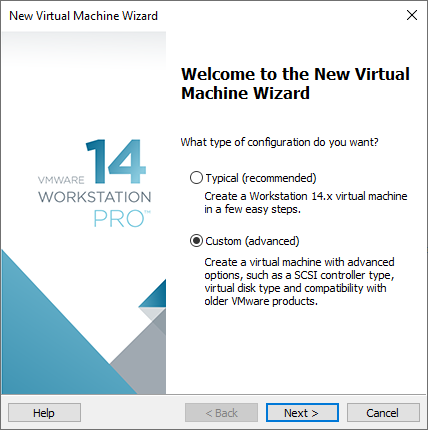 New Virtual Machine Wizard
VMWARE 14
WORKSTATION
PRO™
Welcome to the New Virtual
Machine Wizard
What type of configuration do you want?
Typical (recommended)
Create a Workstation 14.x virtual machine
in a few easy steps.
Custom (advanced)
Create a virtual machine with advanced
options, such as a SCSI controller type,
virtual disk type and compatibility with
older VMware products.
Help
< Back
Next >
Cancel